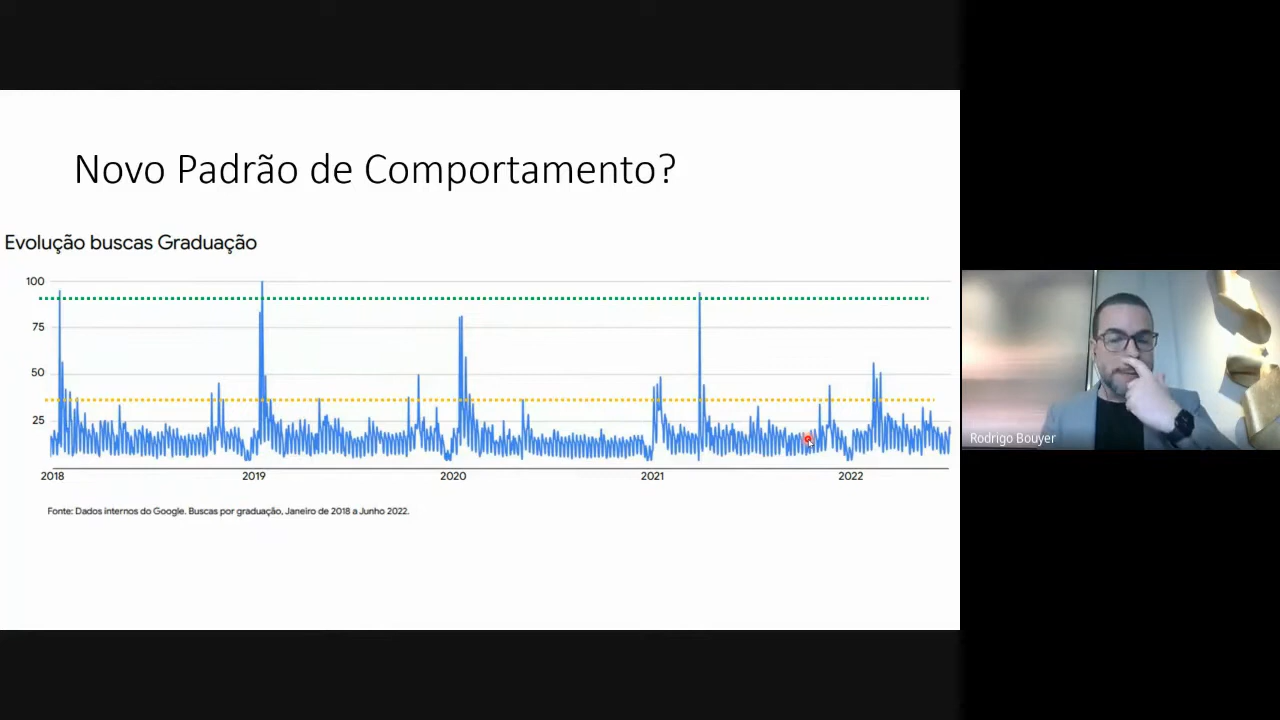 Novo Padrão de Comportamento?
Evolução buscas Graduação
100
75
50
25
2018 2019 2020 2021 2022
Fonte: Dados internos do Google. Buscas por graduação, Janeiro de 2018 a Junho 2022.
Rodrigo Bouyer